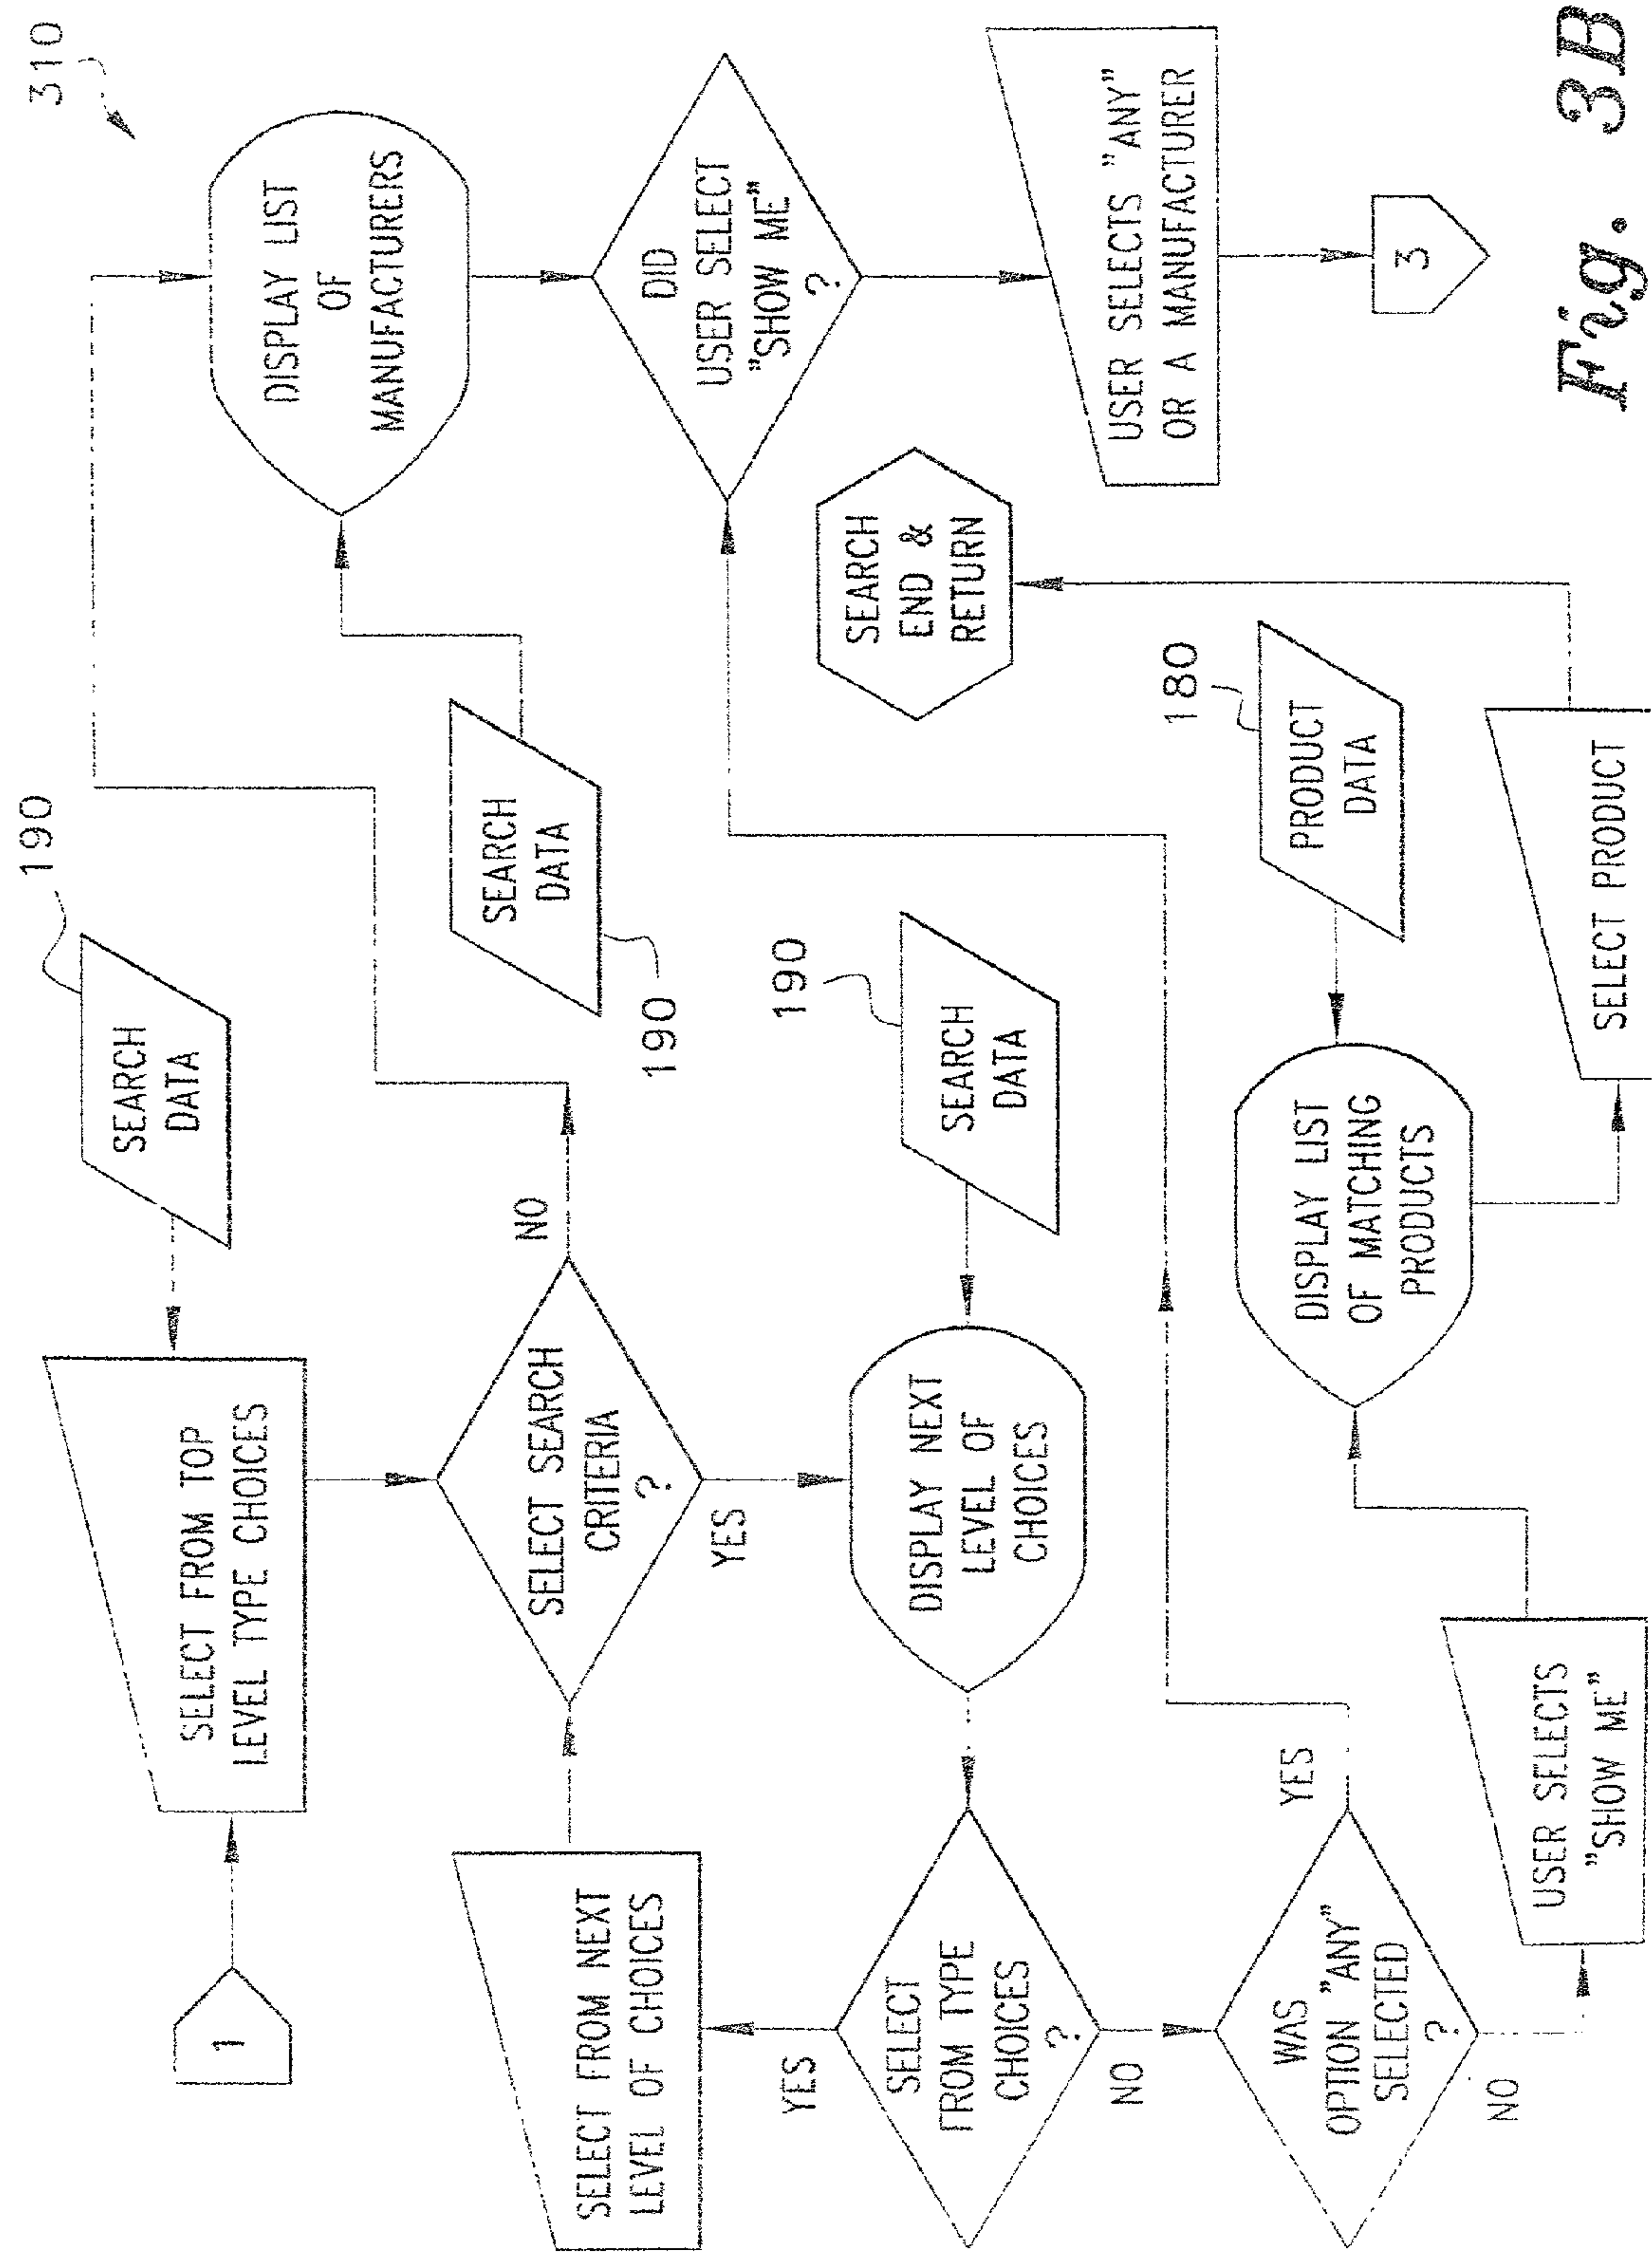 310
190
1
SELECT FROM TOP
LEVEL TYPE CHOICES
SEARCH
DATA
DISPLAY LIST
OF
MANUFACTURERS
SELECT FROM NEXT
LEVEL OF CHOICES
SELECT SEARCH
CRITERIA
?
NO
YES
SEARCH
DATA
190
DID
USER SELECT
"SHOW ME"
?
YES
SELECT
FROM TYPE
CHOICES
?
NO
DISPLAY NEXT
LEVEL OF
CHOICES
190
SEARCH
DATA
SEARCH
END &
RETURN
USER SELECTS "ANY"
OR A MANUFACTURER
WAS
OPTION "ANY"
SELECTED
?
YES
NO
DISPLAY LIST
OF MATCHING
PRODUCTS
180
PRODUCT
DATA
3
USER SELECTS
"SHOW ME"
SELECT PRODUCT
Fig. 3B